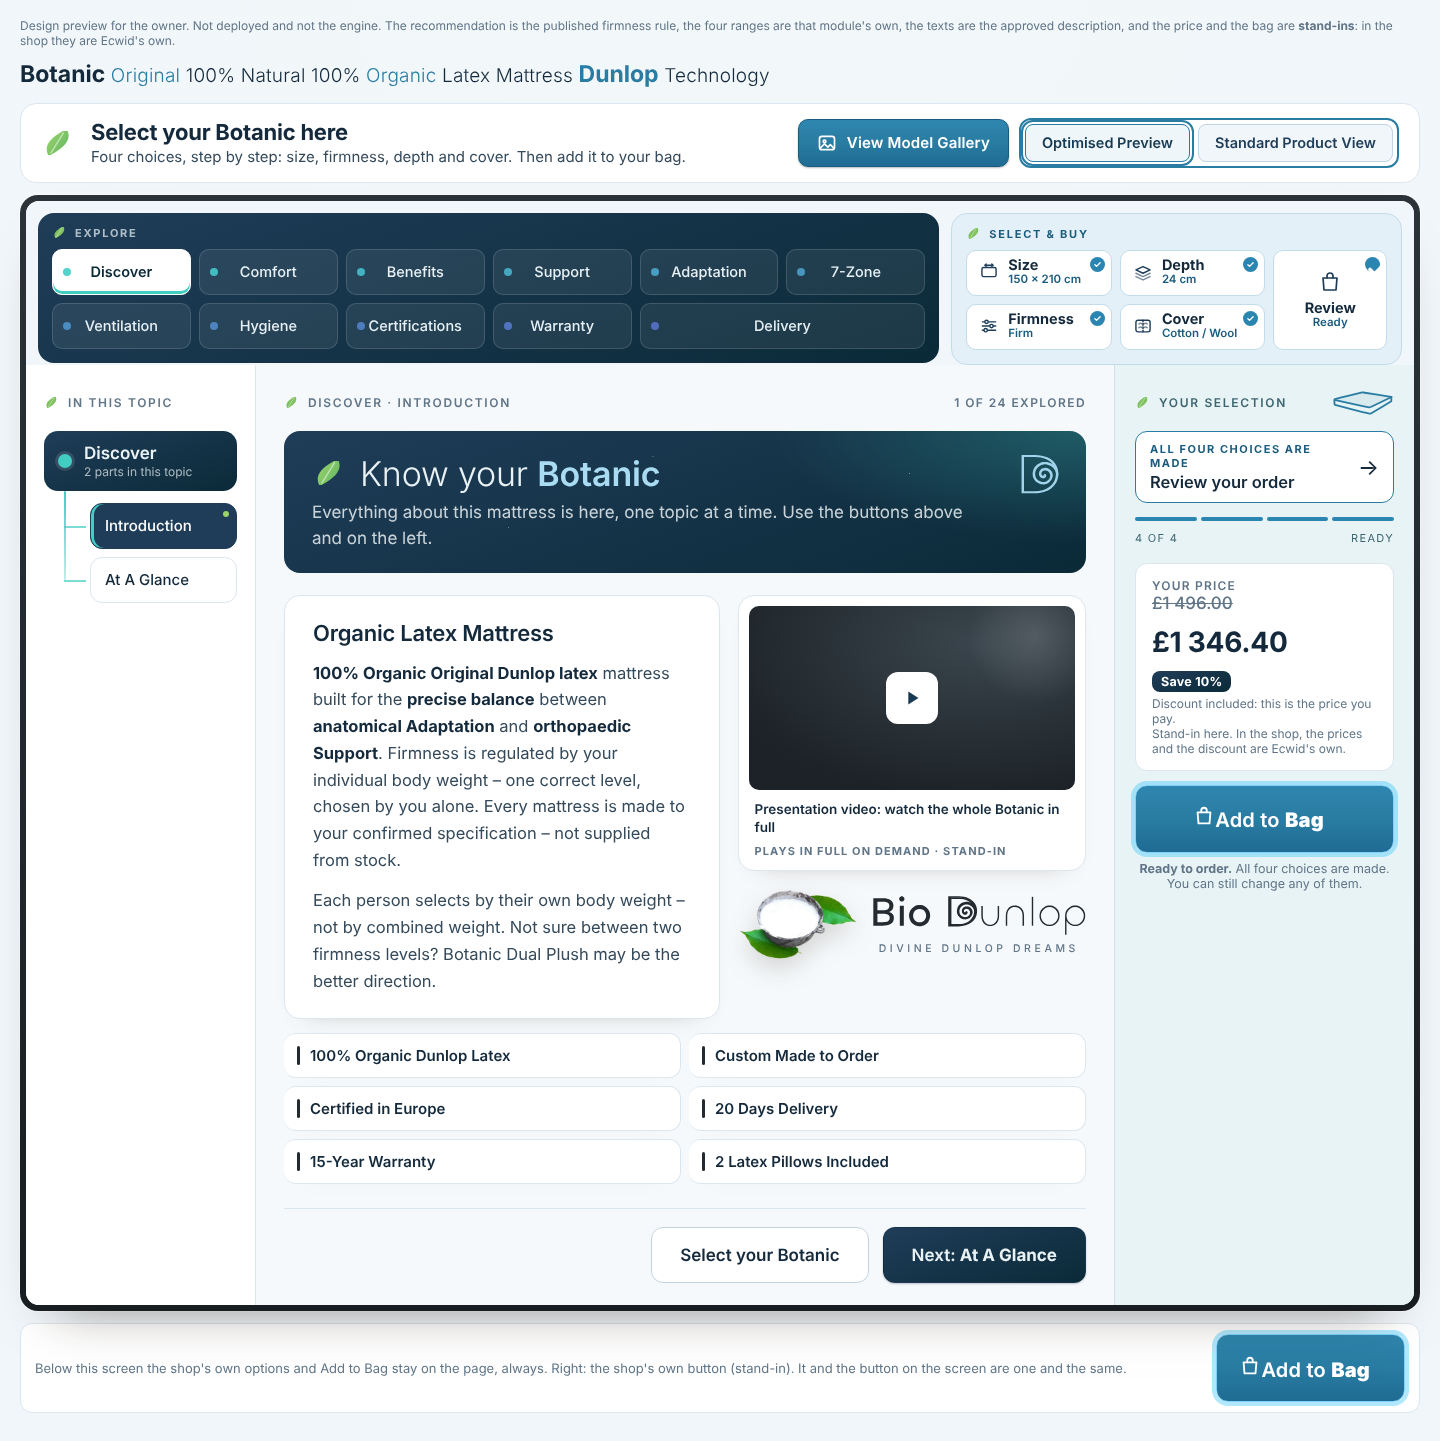 Design preview for the owner. Not deployed and not the engine. The recommendation is the published firmness rule, the four ranges are that module's own, the texts are the approved description, and the price and the bag are stand-ins: in the
shop they are Ecwid's own.
Botanic Original 100% Natural 100% Organic Latex Mattress Dunlop Technology
Select your Botanic here
Four choices, step by step: size, firmness, depth and cover. Then add it to your bag.
View Model Gallery
Optimised Preview
Standard Product View
EXPLORE
Discover
Comfort
Benefits
Support
Adaptation
7-Zone
Ventilation
Hygiene
Certifications
Warranty
Delivery
SELECT & BUY
Size
150 × 210 cm
Depth
24 cm
Firmness
Firm
Cover
Cotton / Wool
Review
Ready
IN THIS TOPIC
Discover
2 parts in this topic
Introduction
At A Glance
DISCOVER · INTRODUCTION
1 OF 24 EXPLORED
Know your Botanic
Everything about this mattress is here, one topic at a time. Use the buttons above
and on the left.
Organic Latex Mattress
100% Organic Original Dunlop latex mattress
built for the precise balance between
anatomical Adaptation and orthopaedic
Support. Firmness is regulated by your
individual body weight – one correct level,
chosen by you alone. Every mattress is made to
your confirmed specification – not supplied
from stock.
Each person selects by their own body weight –
not by combined weight. Not sure between two
firmness levels? Botanic Dual Plush may be the
better direction.
Presentation video: watch the whole Botanic in
full
PLAYS IN FULL ON DEMAND · STAND-IN
Bio Dunlop
DIVINE DUNLOP DREAMS
100% Organic Dunlop Latex
Custom Made to Order
Certified in Europe
20 Days Delivery
15-Year Warranty
2 Latex Pillows Included
Select your Botanic
Next: At A Glance
YOUR SELECTION
ALL FOUR CHOICES ARE
MADE
Review your order
4 OF 4
READY
YOUR PRICE
£1 496.00
£1 346.40
Save 10%
Discount included: this is the price you
pay.
Stand-in here. In the shop, the prices
and the discount are Ecwid's own.
Add to Bag
Ready to order. All four choices are made.
You can still change any of them.
Below this screen the shop's own options and Add to Bag stay on the page, always. Right: the shop's own button (stand-in). It and the button on the screen are one and the same.
Add to Bag